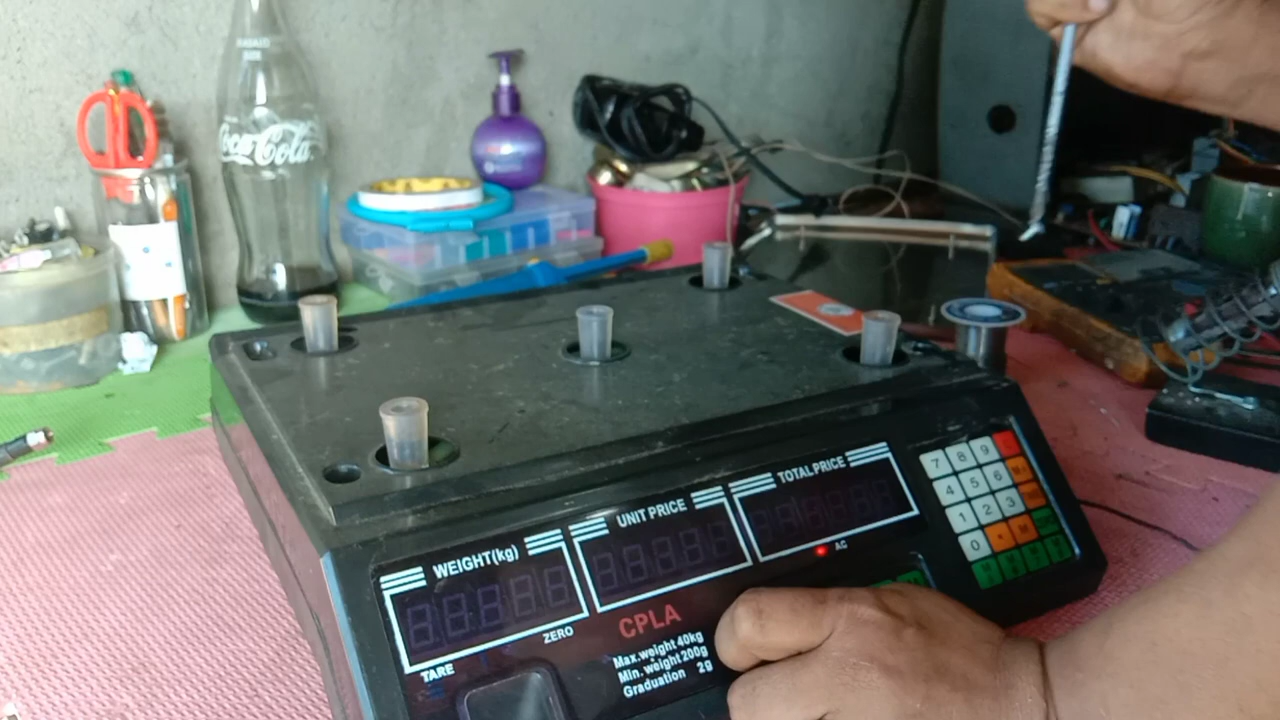 Coca-Cola
WEIGHT(kg)
UNIT PRICE
TOTAL PRICE
AC
ZERO
TARE
CPLA
Max.weight 40kg
Min. weight 200g
Graduation 2g
7 8 9
4 5 6
1 2 3
0 • M